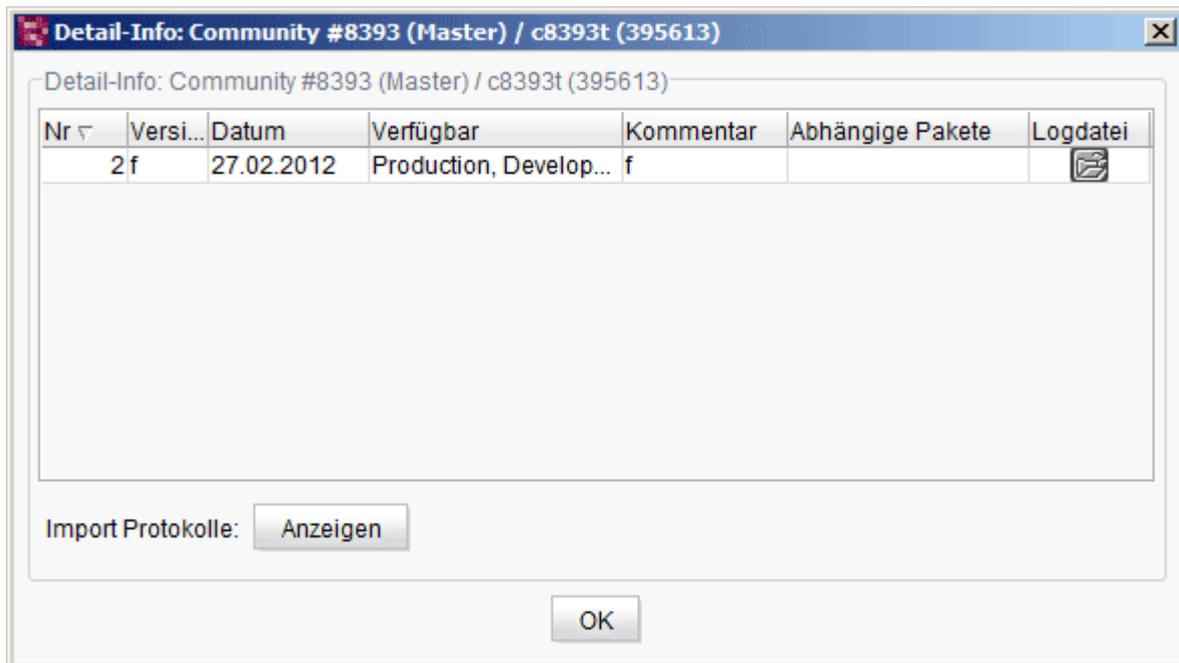 Detail-Info: Community #8393 (Master) / c8393t (395613)
Detail-Info: Community #8393 (Master) / c8393t (395613)
Nr Versi... Datum Verfügbar Kommentar Abhängige Pakete Logdatei
2 f 27.02.2012 Production, Develop... f
Import Protokolle: Anzeigen
OK